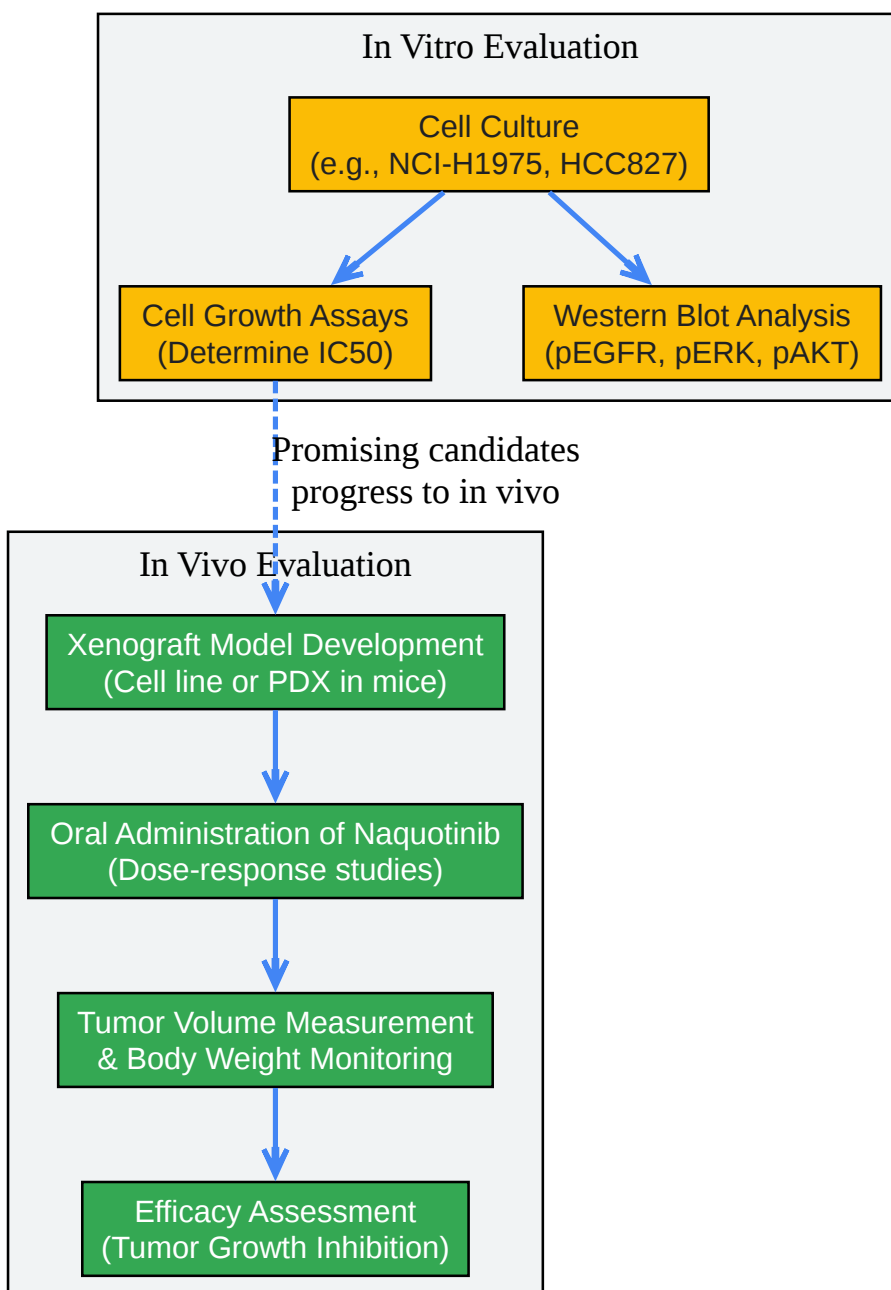 In Vitro Evaluation
Cell Culture
(e.g., NCI-H1975, HCC827)
Cell Growth Assays
(Determine IC50)
Western Blot Analysis
(pEGFR, pERK, pAKT)
Promising candidates
progress to in vivo
In Vivo Evaluation
Xenograft Model Development
(Cell line or PDX in mice)
Oral Administration of Naquotinib
(Dose-response studies)
Tumor Volume Measurement
& Body Weight Monitoring
Efficacy Assessment
(Tumor Growth Inhibition)